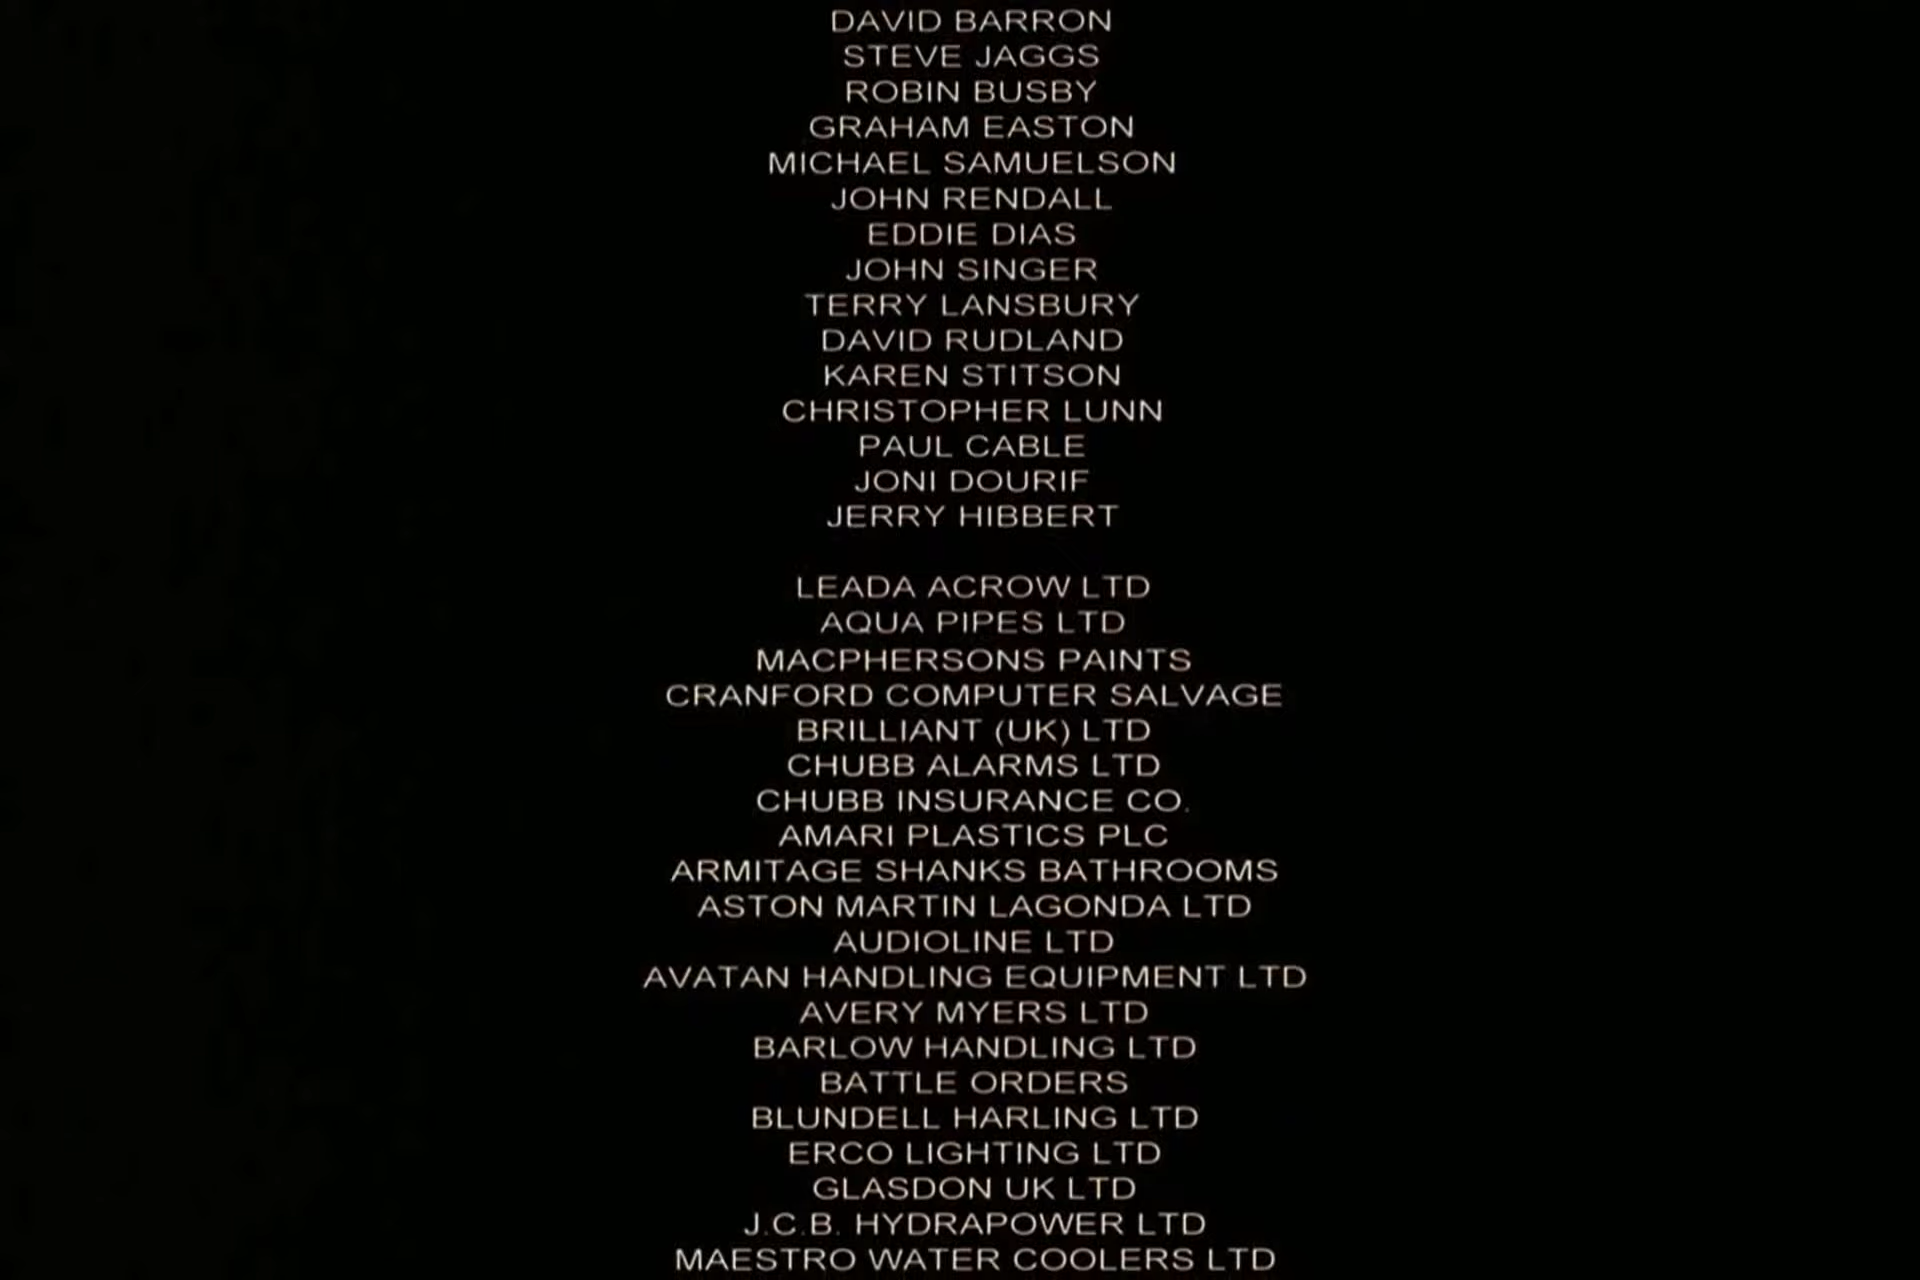 DAVID BARRON
STEVE JAGGS
ROBIN BUSBY
GRAHAM EASTON
MICHAEL SAMUELSON
JOHN RENDALL
EDDIE DIAS
JOHN SINGER
TERRY LANSBURY
DAVID RUDLAND
KAREN STITSON
CHRISTOPHER LUNN
PAUL CABLE
JONI DOURIF
JERRY HIBBERT
LEADA ACROW LTD
AQUA PIPES LTD
MACPHERSONS PAINTS
CRANFORD COMPUTER SALVAGE
BRILLIANT (UK) LTD
CHUBB ALARMS LTD
CHUBB INSURANCE CO.
AMARI PLASTICS PLC
ARMITAGE SHANKS BATHROOMS
ASTON MARTIN LAGONDA LTD
AUDIOLINE LTD
AVATAN HANDLING EQUIPMENT LTD
AVERY MYERS LTD
BARLOW HANDLING LTD
BATTLE ORDERS
BLUNDELL HARLING LTD
ERCO LIGHTING LTD
GLASDON UK LTD
J.C.B. HYDRAPOWER LTD
MAESTRO WATER COOLERS LTD